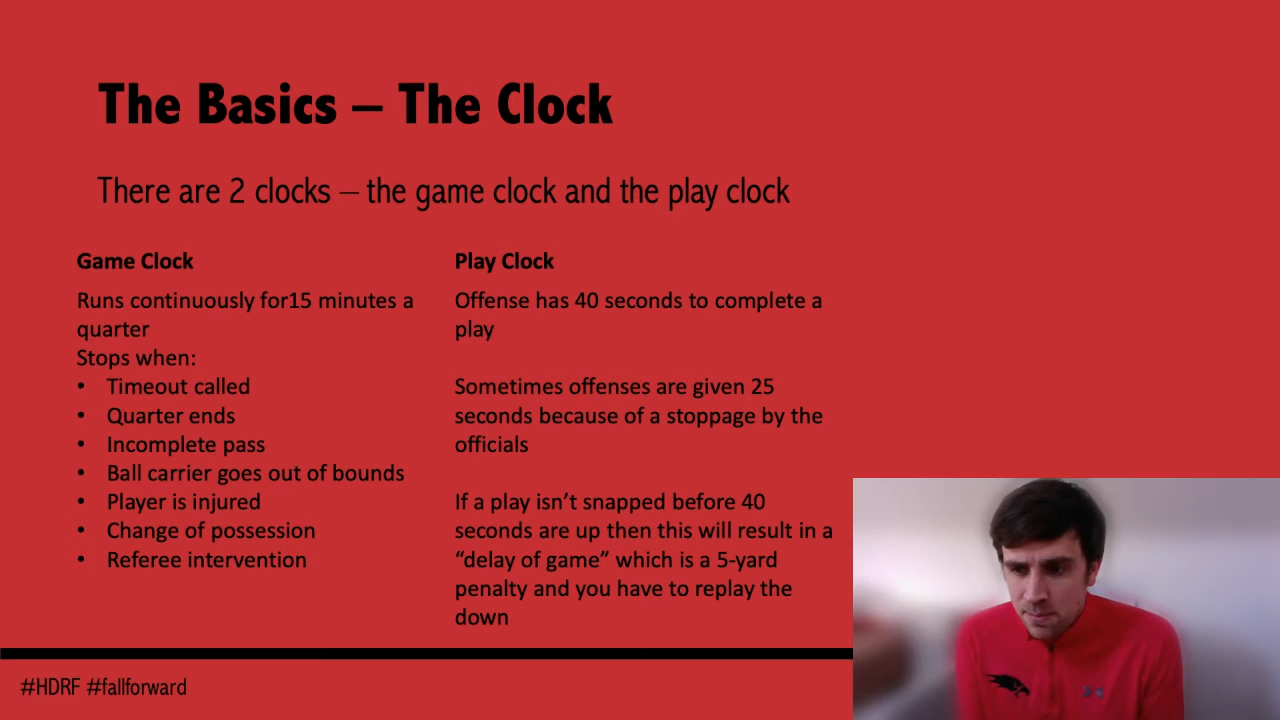 The Basics – The Clock
There are 2 clocks – the game clock and the play clock
Game Clock
Runs continuously for15 minutes a
quarter
Stops when:
• Timeout called
• Quarter ends
• Incomplete pass
• Ball carrier goes out of bounds
• Player is injured
• Change of possession
• Referee intervention
Play Clock
Offense has 40 seconds to complete a
play
Sometimes offenses are given 25
seconds because of a stoppage by the
officials
If a play isn’t snapped before 40
seconds are up then this will result in a
“delay of game” which is a 5-yard
penalty and you have to replay the
down
#HDRF #fallforward